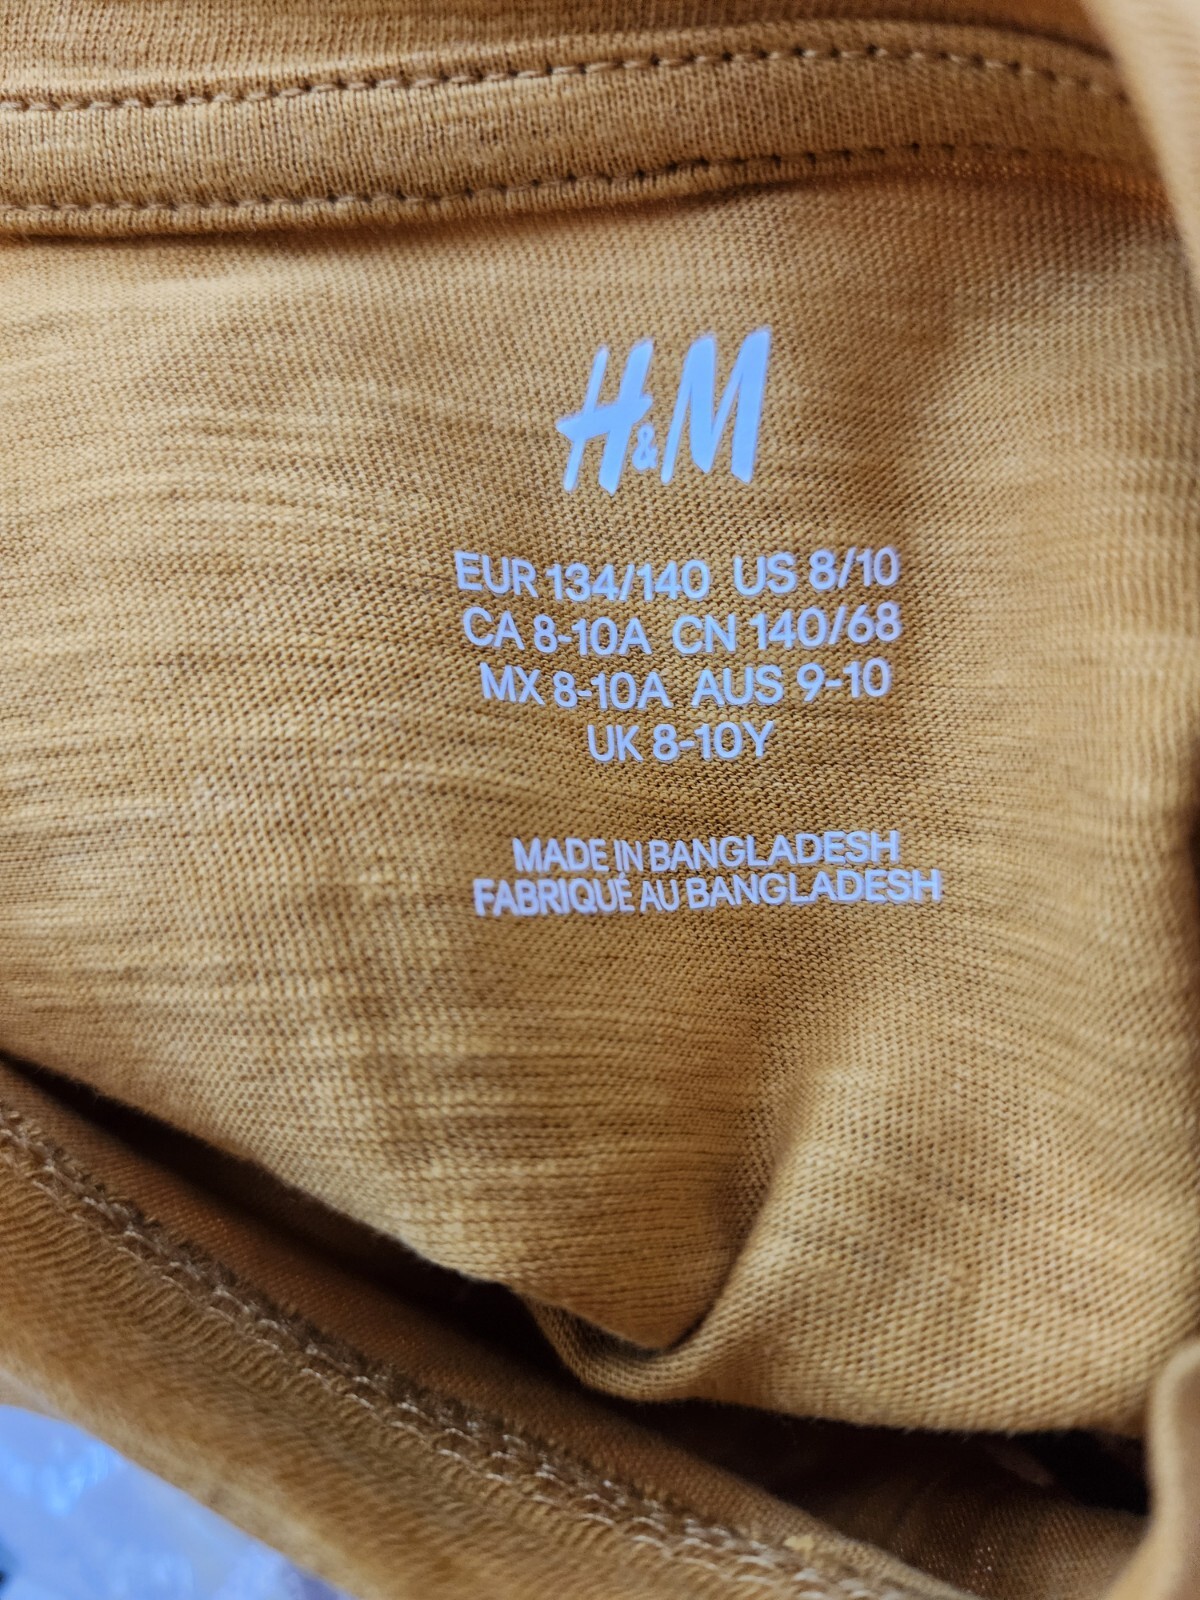 H&M
EUR 134/140 US 8/10
CA 8-10A CN 140/68
MX 8-10A AUS 9-10
UK 8-10Y
MADE IN BANGLADESH
FABRIQUÉ AU BANGLADESH